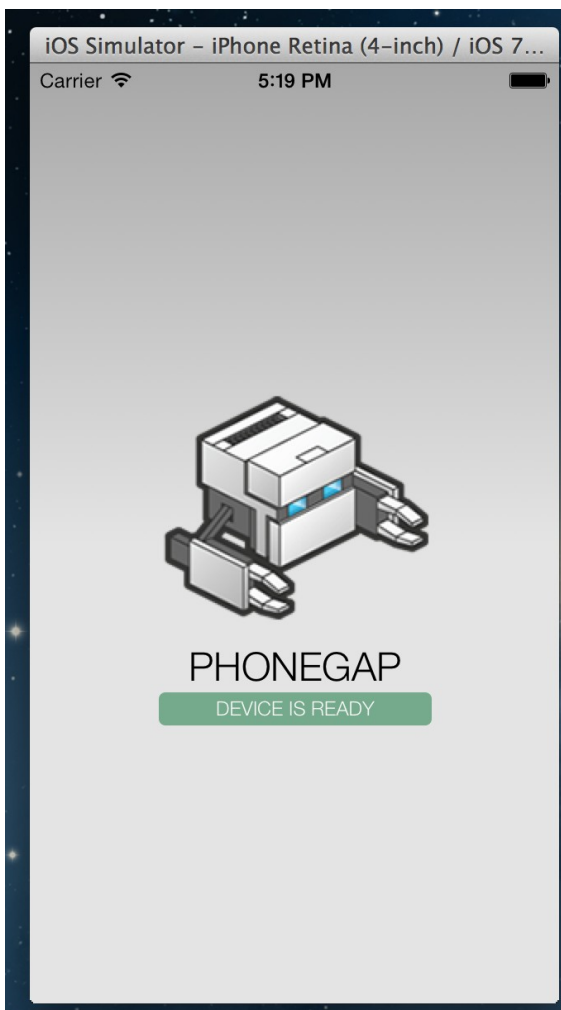 iOS Simulator – iPhone Retina (4-inch) / iOS 7...
Carrier 5:19 PM
PHONEGAP
DEVICE IS READY